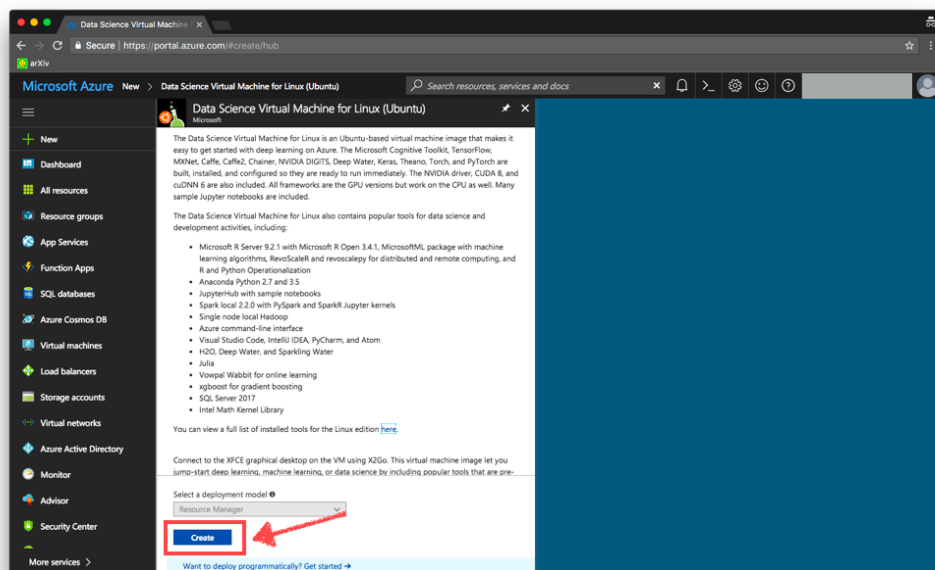 Data Science Virtual Machine
Secure | https://portal.azure.com/#create/hub
arXiv
Microsoft Azure New > Data Science Virtual Machine for Linux (Ubuntu)
Search resources, services and docs
Data Science Virtual Machine for Linux (Ubuntu)
Microsoft
New
Dashboard
All resources
Resource groups
App Services
Function Apps
SQL databases
Azure Cosmos DB
Virtual machines
Load balancers
Storage accounts
Virtual networks
Azure Active Directory
Monitor
Advisor
Security Center
More services >
The Data Science Virtual Machine for Linux is an Ubuntu-based virtual machine image that makes it
easy to get started with deep learning on Azure. The Microsoft Cognitive Toolkit, TensorFlow,
MXNet, Caffe, Caffe2, Chainer, NVIDIA DIGITS, Deep Water, Keras, Theano, Torch, and PyTorch are
built, installed, and configured so they are ready to run immediately. The NVIDIA driver, CUDA 8, and
cuDNN 6 are also included. All frameworks are the GPU versions but work on the CPU as well. Many
sample Jupyter notebooks are included.
The Data Science Virtual Machine for Linux also contains popular tools for data science and
development activities, including:
• Microsoft R Server 9.2.1 with Microsoft R Open 3.4.1, MicrosoftML package with machine
learning algorithms, RevoScaleR and revoscalepy for distributed and remote computing, and
R and Python Operationalization
• Anaconda Python 2.7 and 3.5
• JupyterHub with sample notebooks
• Spark local 2.2.0 with PySpark and SparkR Jupyter kernels
• Single node local Hadoop
• Azure command-line interface
• Visual Studio Code, IntelliJ IDEA, PyCharm, and Atom
• H2O, Deep Water, and Sparkling Water
• Julia
• Vowpal Wabbit for online learning
• xgboost for gradient boosting
• SQL Server 2017
• Intel Math Kernel Library
You can view a full list of installed tools for the Linux edition here.
Connect to the XFCE graphical desktop on the VM using X2Go. This virtual machine image let you
jump-start deep learning, machine learning, or data science by including popular tools that are pre-
Select a deployment model
Resource Manager
Create
Want to deploy programmatically? Get started →